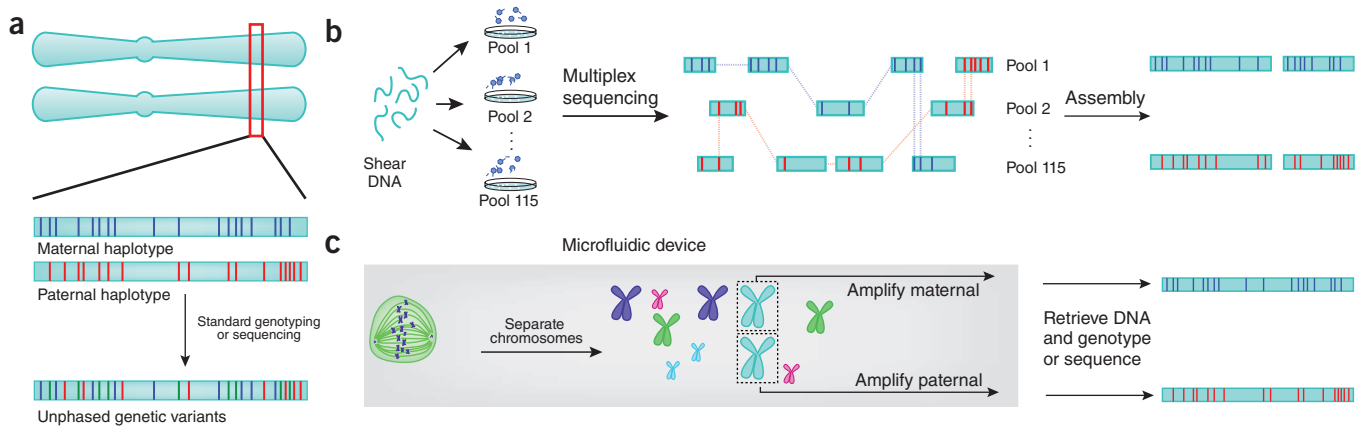 a
Maternal haplotype
Paternal haplotype
Standard genotyping
or sequencing
Unphased genetic variants
b
Shear
DNA
Pool 1
Pool 2
Pool 115
Multiplex
sequencing
Pool 1
Pool 2
Pool 115
Assembly
c
Microfluidic device
Separate
chromosomes
Amplify maternal
Amplify paternal
Retrieve DNA
and genotype
or sequence